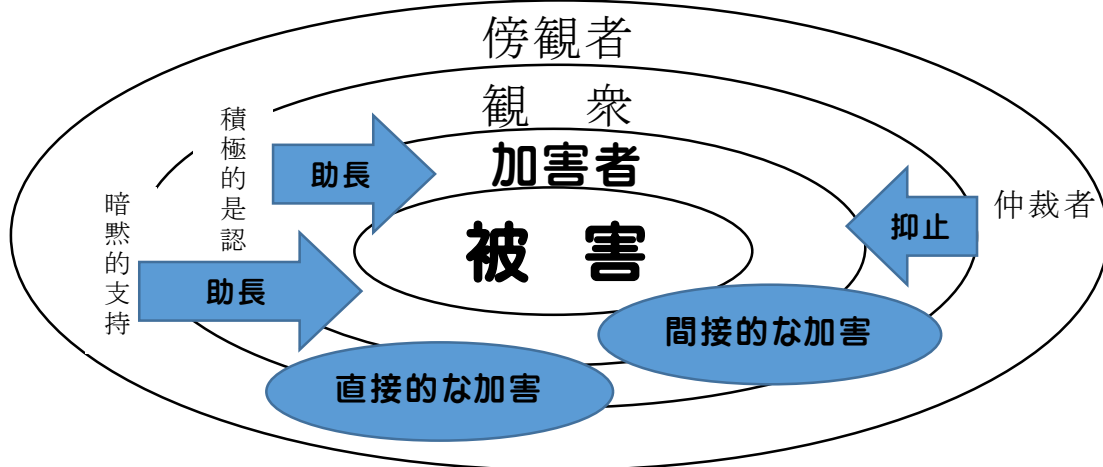 傍観者
観　衆
加害者
被　害
積極的是認
助長
暗黙的支持
助長
仲裁者
抑止
間接的な加害
直接的な加害